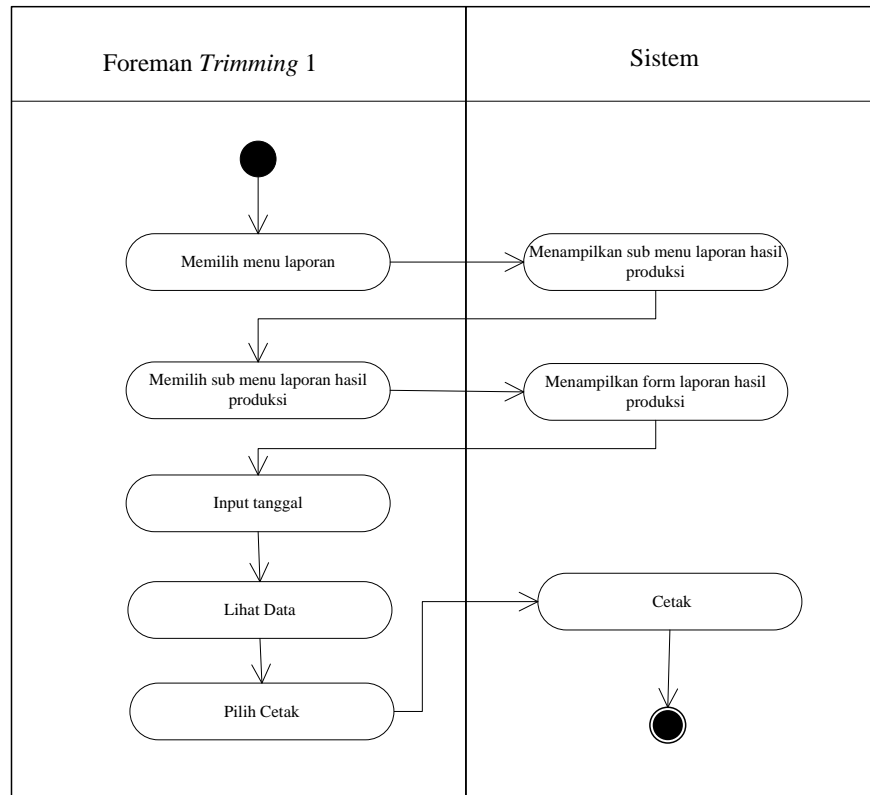 Foreman Trimming 1
Sistem
Memilih menu laporan
Menampilkan sub menu laporan hasil
produksi
Memilih sub menu laporan hasil
produksi
Menampilkan form laporan hasil
produksi
Input tanggal
Lihat Data
Cetak
Pilih Cetak